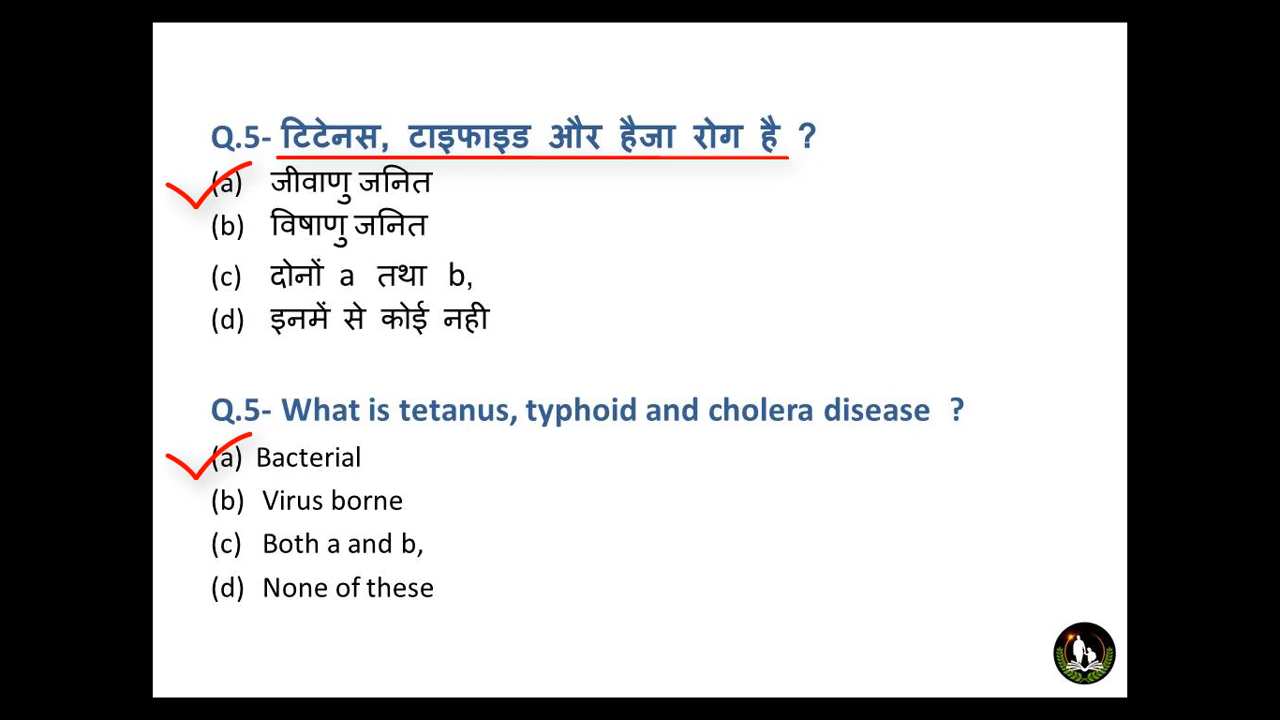 Q.5- टिटेनस, टाइफाइड और हैजा रोग है ?
(a) जीवाणु जनित
(b) विषाणु जनित
(c) दोनों a तथा b,
(d) इनमें से कोई नही
Q.5- What is tetanus, typhoid and cholera disease ?
(a) Bacterial
(b) Virus borne
(c) Both a and b,
(d) None of these